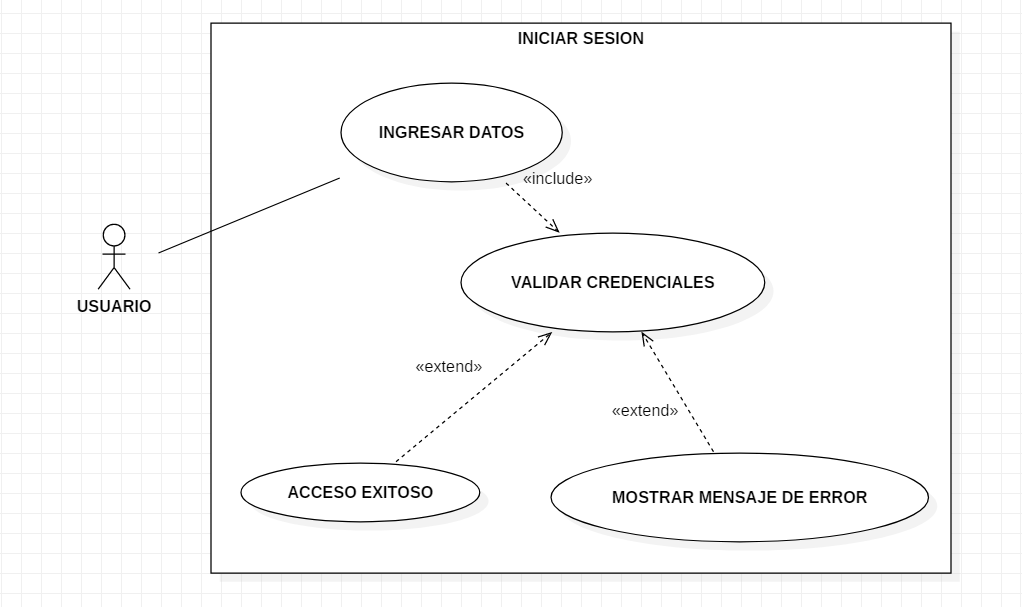 INICIAR SESION
INGRESAR DATOS
«include»
VALIDAR CREDENCIALES
USUARIO
«extend»
«extend»
ACCESO EXITOSO
MOSTRAR MENSAJE DE ERROR